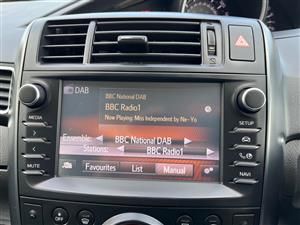 DAB
BBC National DAB
BBC Radio1
Now Playing: Miss Independent by Ne-Yo
MEDIA
SETUP
Ensemble: BBC National DAB
Stations: BBC Radio1
MUTE
NAVI
Favourites List Manual